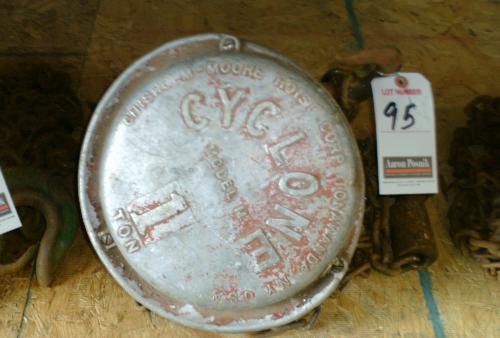 CHISHOLM-MOORE HOIST CORP. TONAWANDA, N.Y.
CYCLONE
MODEL M
1
TON
U.S.A.
LOT NUMBER
95
Aaron Posnik